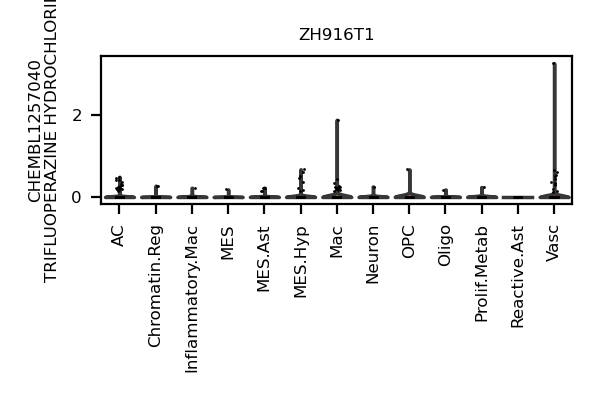 ZH916T1
CHEMBL1257040
TRIFLUOPERAZINE
2
0
AC
Chromatin.Reg
Inflammatory.Mac
MES
MES.Ast
MES.Hyp
Mac
Neuron
OPC
Oligo
Prolif.Metab
Reactive.Ast
Vasc